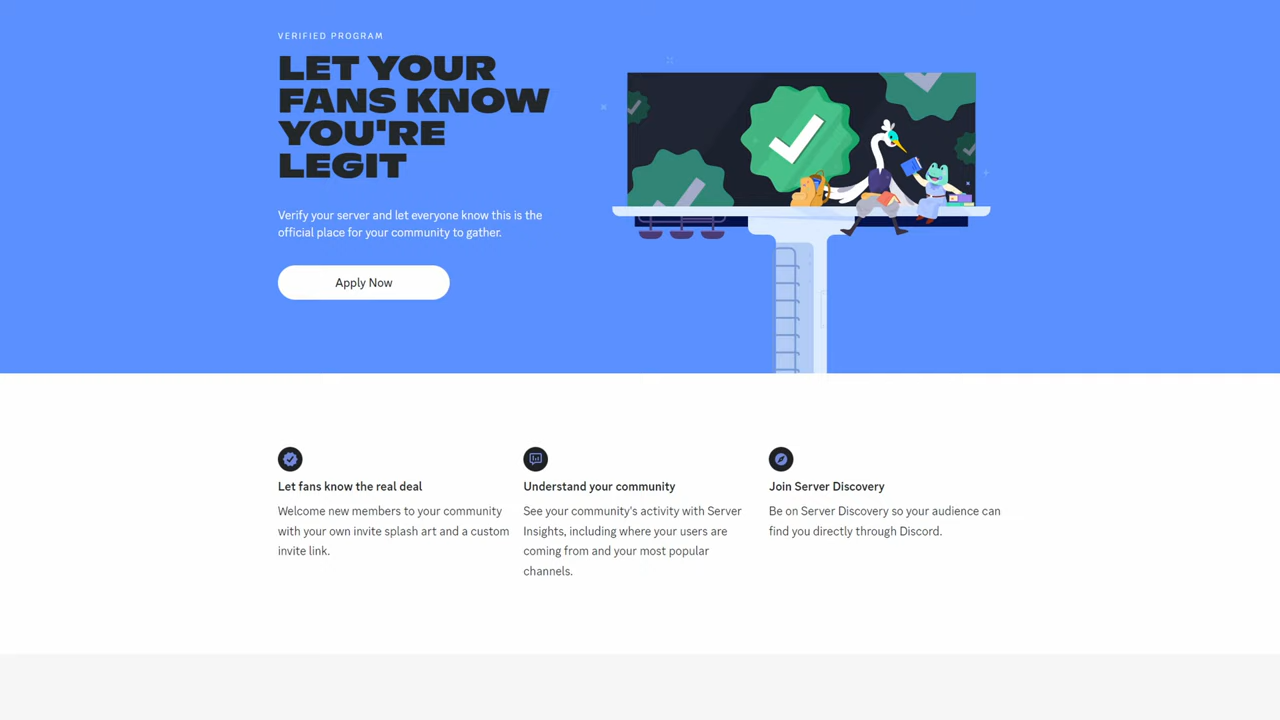 VERIFIED PROGRAM
LET YOUR
FANS KNOW
YOU'RE
LEGIT
Verify your server and let everyone know this is the
official place for your community to gather.
Apply Now
Let fans know the real deal
Welcome new members to your community
with your own invite splash art and a custom
invite link.
Understand your community
See your community's activity with Server
Insights, including where your users are
coming from and your most popular
channels.
Join Server Discovery
Be on Server Discovery so your audience can
find you directly through Discord.